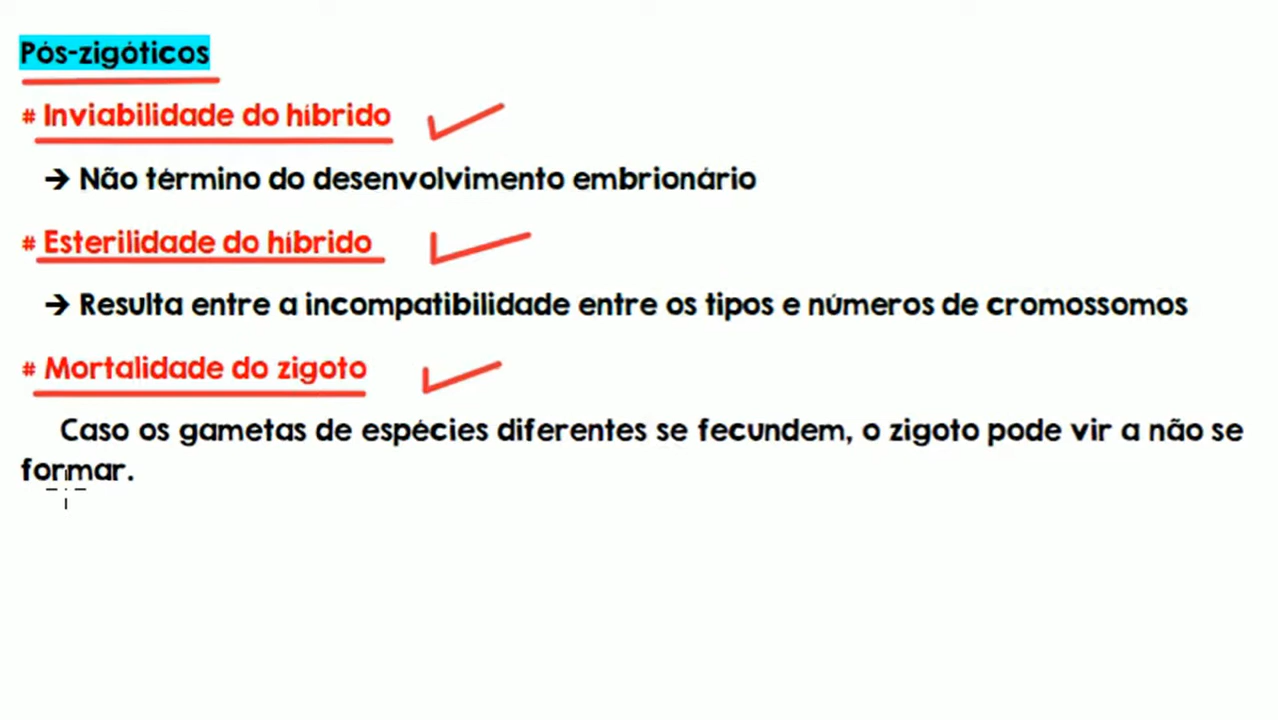 Pós-zigóticos
# Inviabilidade do híbrido
→ Não término do desenvolvimento embrionário
# Esterilidade do híbrido
→ Resulta entre a incompatibilidade entre os tipos e números de cromossomos
# Mortalidade do zigoto
Caso os gametas de espécies diferentes se fecundem, o zigoto pode vir a não se
formar.